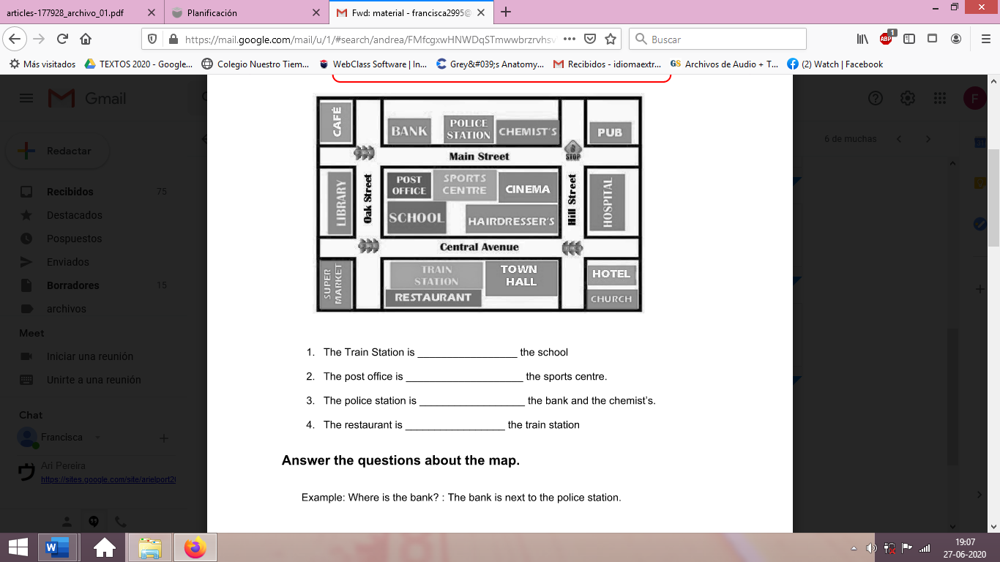 articles-177928_archivo_01.pdf
Planificación
Fwd: material - francisca2995@
https://mail.google.com/mail/u/1/#search/andrea/FMfcgxwHNWDqSTmwwbrzrvhsv
Buscar
ABP
1
Más visitados
TEXTOS 2020 - Google...
Colegio Nuestro Tiem...
WebClass Software | In...
Grey&#039;s Anatomy...
Recibidos - idiomaextr...
GS
Archivos de Audio + T...
(2) Watch | Facebook
Gmail
F
Redactar
6 de muchas
Recibidos 75
Destacados
Pospuestos
Enviados
Borradores 15
archivos
Meet
Iniciar una reunión
Unirte a una reunión
Chat
Francisca
Ari Pereira
https://sites.google.com/site/arielport2
CAFÉ
BANK
POLICE
STATION
CHEMIST'S
PUB
Main Street
STOP
LIBRARY
Oak Street
POST
OFFICE
SPORTS
CENTRE
CINEMA
SCHOOL
HAIRDRESSER'S
Hill Street
HOSPITAL
Central Avenue
SUPER
MARKET
TRAIN
STATION
TOWN
HALL
RESTAURANT
HOTEL
CHURCH
1. The Train Station is _________________ the school
2. The post office is ____________________ the sports centre.
3. The police station is __________________ the bank and the chemist's.
4. The restaurant is _________________ the train station
Answer the questions about the map.
Example: Where is the bank? : The bank is next to the police station.
19:07
27-06-2020